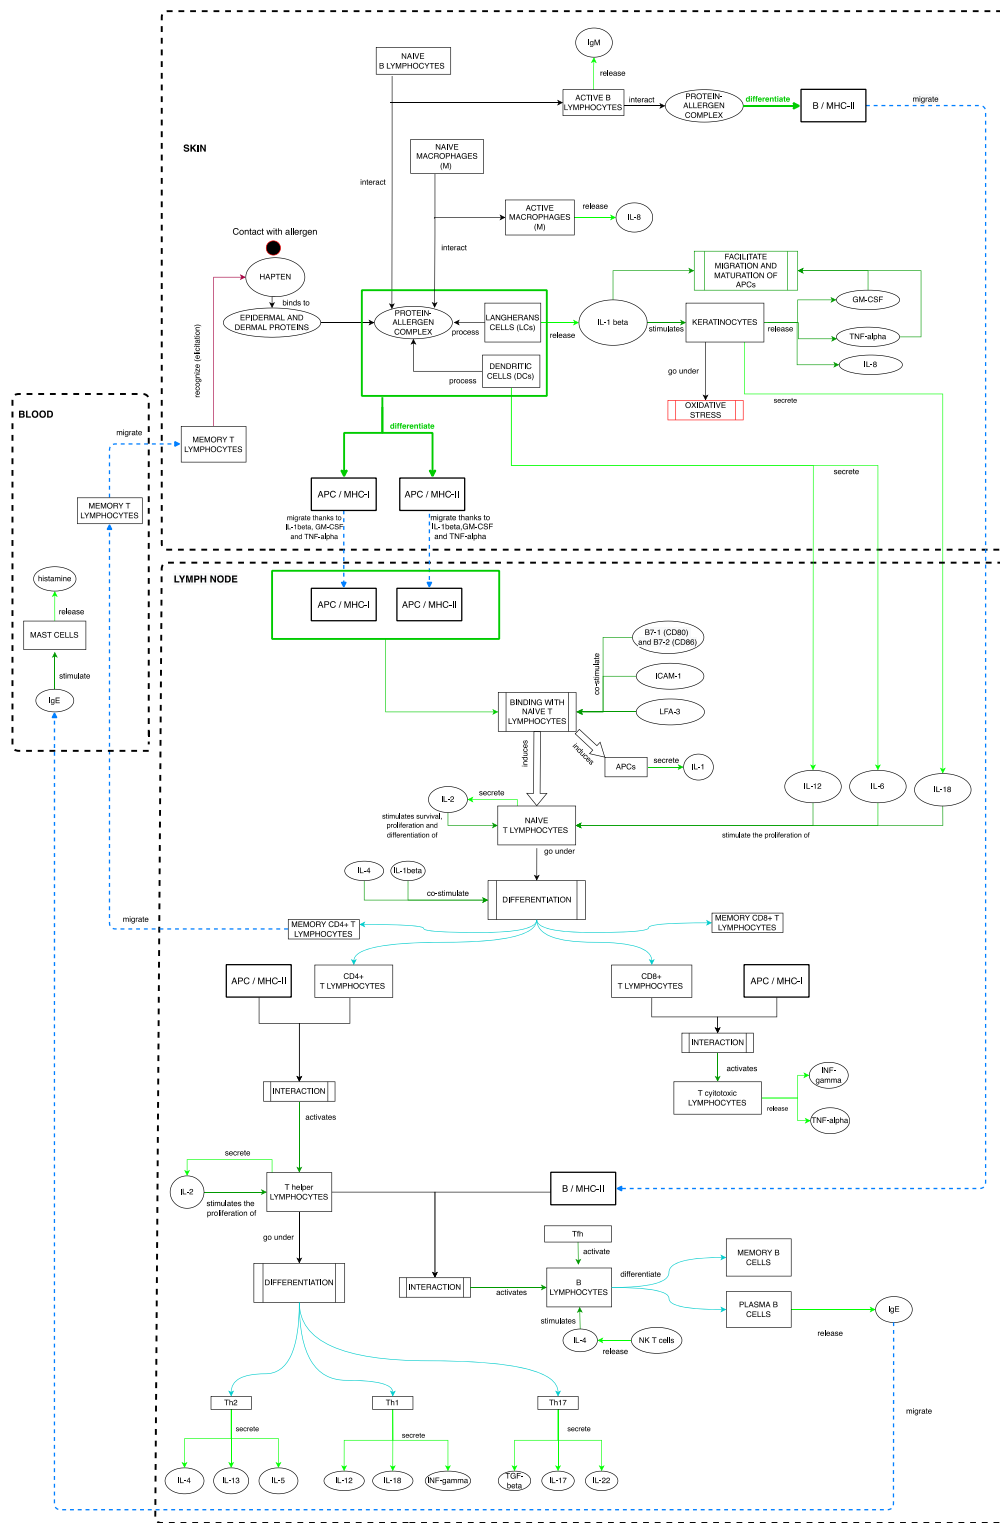 SKIN
NAIVE
B LYMPHOCYTES
IgM
release
ACTIVE B
LYMPHOCYTES
interact
PROTEIN-
ALLERGEN
COMPLEX
differentiate
B / MHC-II
migrate
NAIVE
MACROPHAGES
(M)
interact
ACTIVE
MACROPHAGES
(M)
release
IL-8
interact
Contact with allergen
HAPTEN
binds to
EPIDERMAL AND
DERMAL PROTEINS
PROTEIN-
ALLERGEN
COMPLEX
LANGHERANS
CELLS (LCs)
process
DENDRITIC
CELLS (DCs)
process
release
IL-1 beta
stimulates
FACILITATE
MIGRATION AND
MATURATION OF
APCs
KERATINOCYTES
release
GM-CSF
TNF-alpha
IL-8
go under
OXIDATIVE
STRESS
secrete
recognize (elicitation)
MEMORY T
LYMPHOCYTES
differentiate
APC / MHC-I
APC / MHC-II
migrate thanks to
IL-1beta, GM-CSF
and TNF-alpha
migrate thanks to
IL-1beta,GM-CSF
and TNF-alpha
secrete
BLOOD
migrate
MEMORY T
LYMPHOCYTES
histamine
release
MAST CELLS
stimulate
IgE
LYMPH NODE
APC / MHC-I
APC / MHC-II
B7-1 (CD80)
and B7-2 (CD86)
co-stimulate
ICAM-1
LFA-3
BINDING WITH
NAIVE T
LYMPHOCYTES
induces
induces
APCs
secrete
IL-1
IL-12
IL-6
IL-18
IL-2
secrete
stimulates survival,
proliferation and
differentiation of
NAIVE
T LYMPHOCYTES
stimulate the proliferation of
go under
IL-4
IL-1beta
co-stimulate
DIFFERENTIATION
migrate
MEMORY CD4+ T
LYMPHOCYTES
MEMORY CD8+ T
LYMPHOCYTES
APC / MHC-II
CD4+
T LYMPHOCYTES
CD8+
T LYMPHOCYTES
APC / MHC-I
INTERACTION
activates
INTERACTION
activates
T cyitotoxic
LYMPHOCYTES
release
INF-
gamma
TNF-alpha
secrete
IL-2
stimulates the
proliferation of
T helper
LYMPHOCYTES
B / MHC-II
go under
DIFFERENTIATION
INTERACTION
activates
Tfh
activate
B
LYMPHOCYTES
differentiate
MEMORY B
CELLS
PLASMA B
CELLS
release
IgE
stimulates
IL-4
release
NK T cells
migrate
Th2
Th1
Th17
secrete
secrete
secrete
IL-4
IL-13
IL-5
IL-12
IL-18
INF-gamma
TGF-
beta
IL-17
IL-22